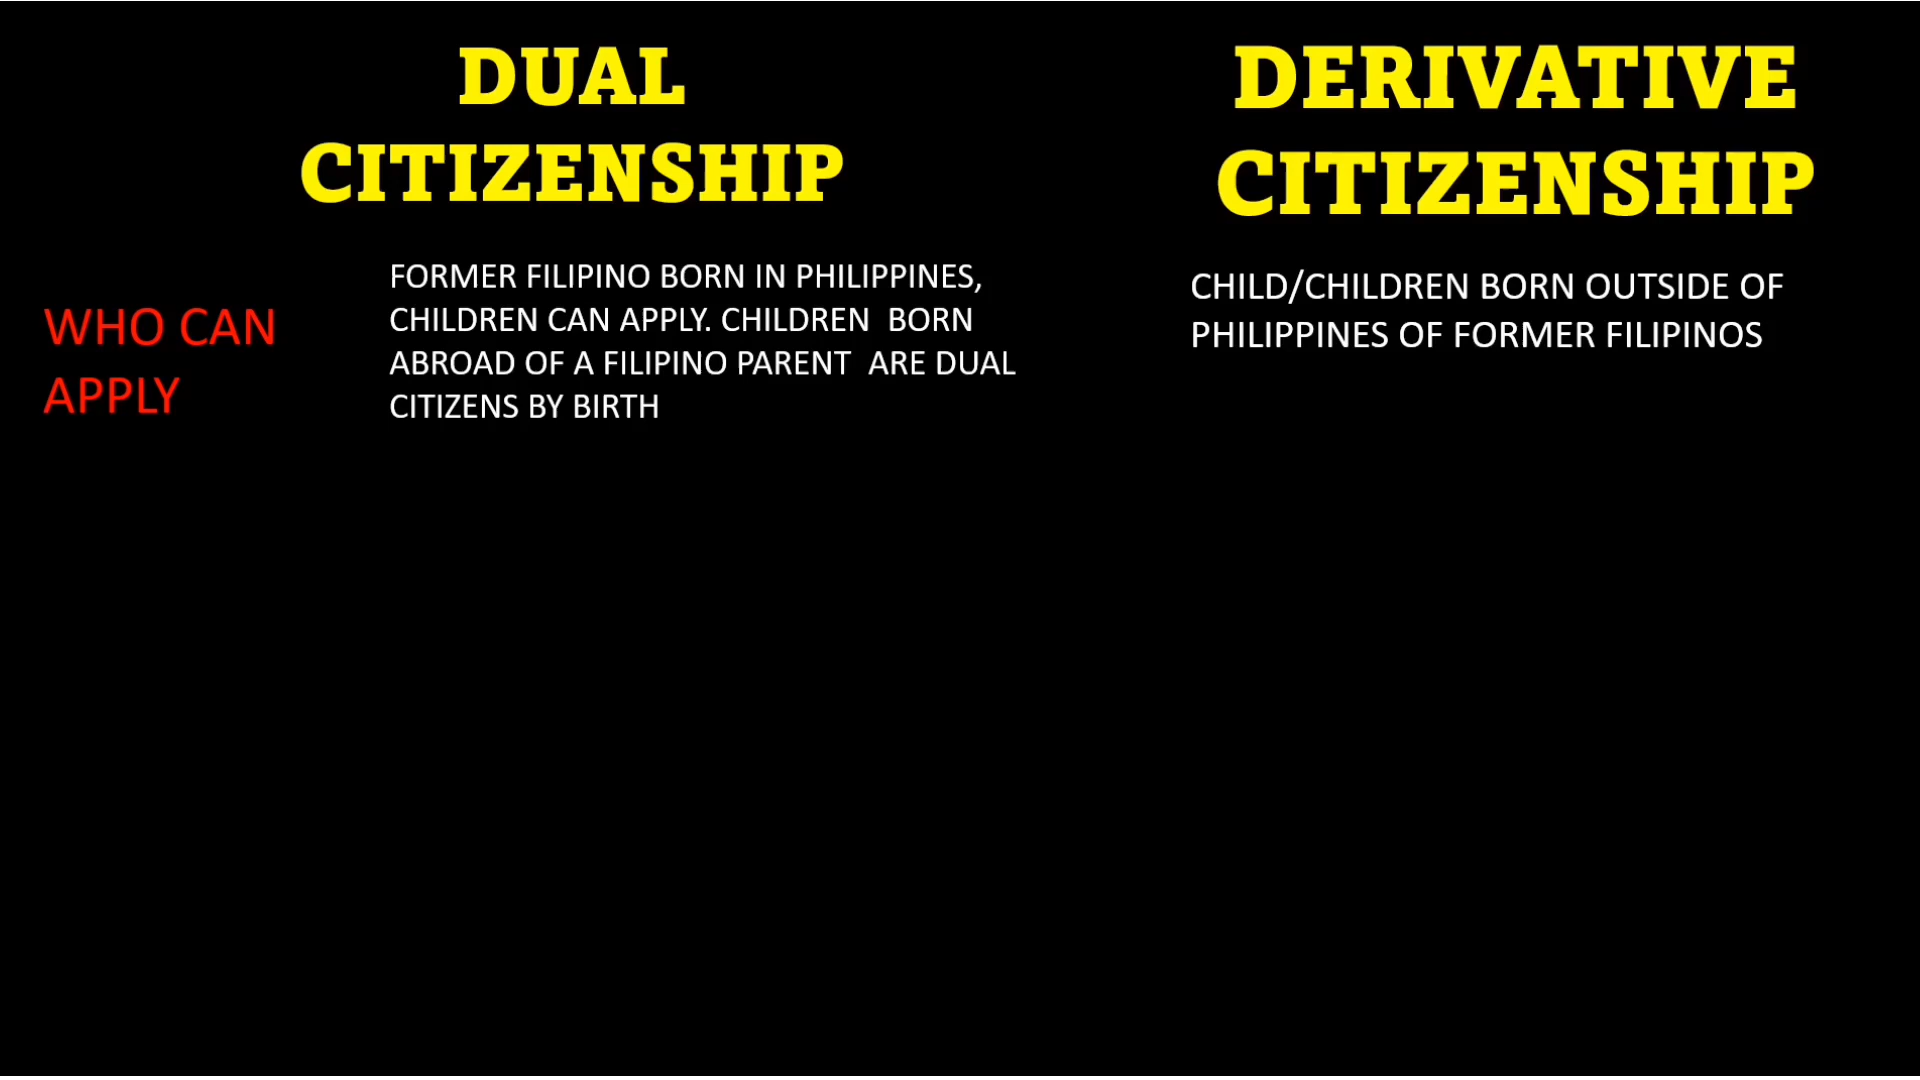 DUAL
CITIZENSHIP
DERIVATIVE
CITIZENSHIP
WHO CAN
APPLY
FORMER FILIPINO BORN IN PHILIPPINES,
CHILDREN CAN APPLY. CHILDREN  BORN
ABROAD OF A FILIPINO PARENT  ARE DUAL
CITIZENS BY BIRTH
CHILD/CHILDREN BORN OUTSIDE OF
PHILIPPINES OF FORMER FILIPINOS